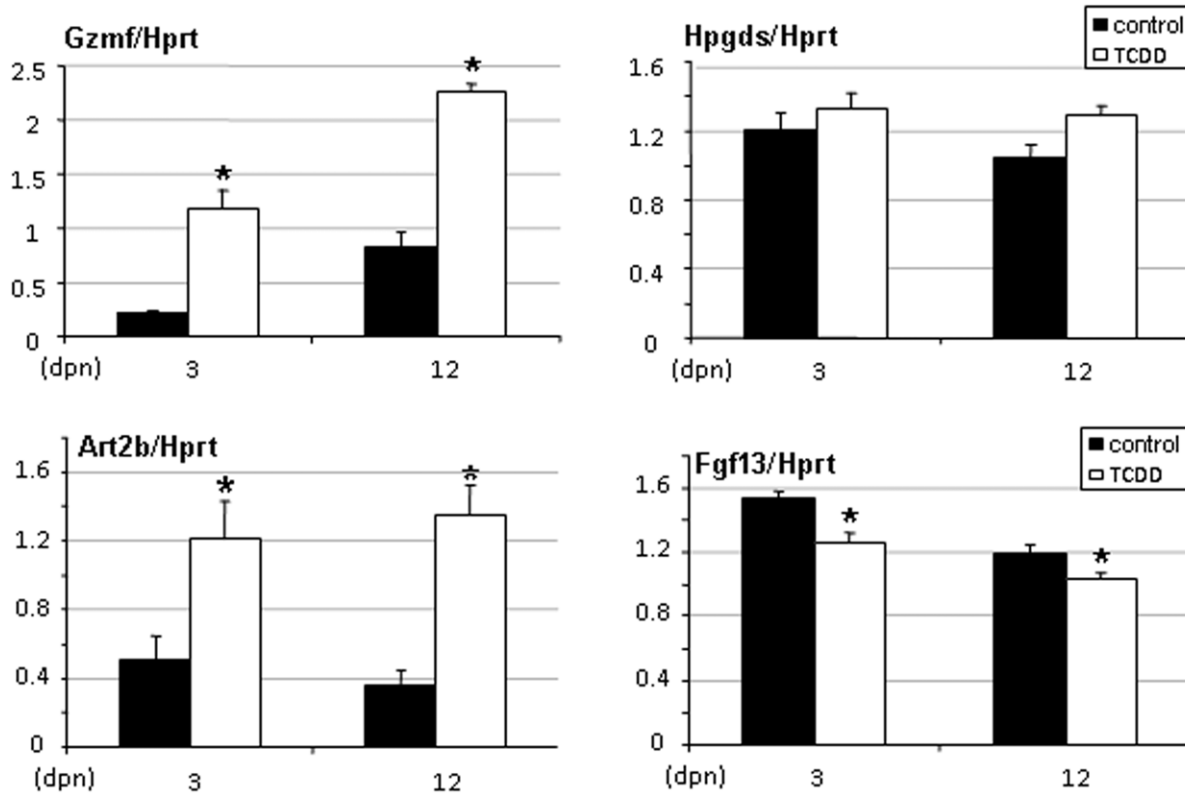 Gzmf/Hprt
2.5
2
1.5
1
0.5
0
*
*
(dpn) 3 12
Hpgds/Hprt
control
TCDD
1.6
1.2
0.8
0.4
0
(dpn) 3 12
Art2b/Hprt
1.6
1.2
0.8
0.4
0
*
*
(dpn) 3 12
Fgf13/Hprt
control
TCDD
1.6
1.2
0.8
0.4
0
*
*
(dpn) 3 12